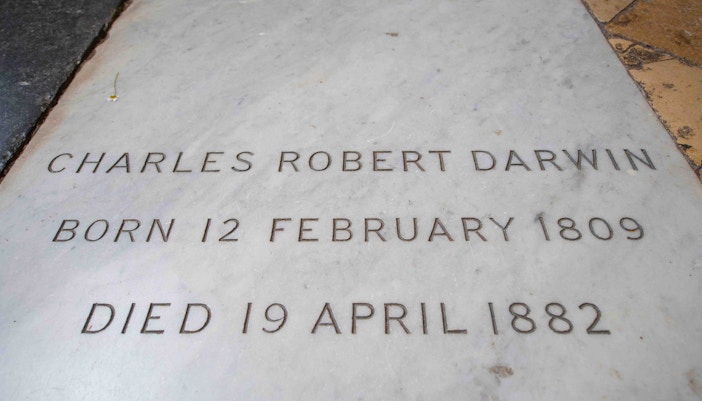 CHARLES ROBERT DARWIN
BORN 12 FEBRUARY 1809
DIED 19 APRIL 1882